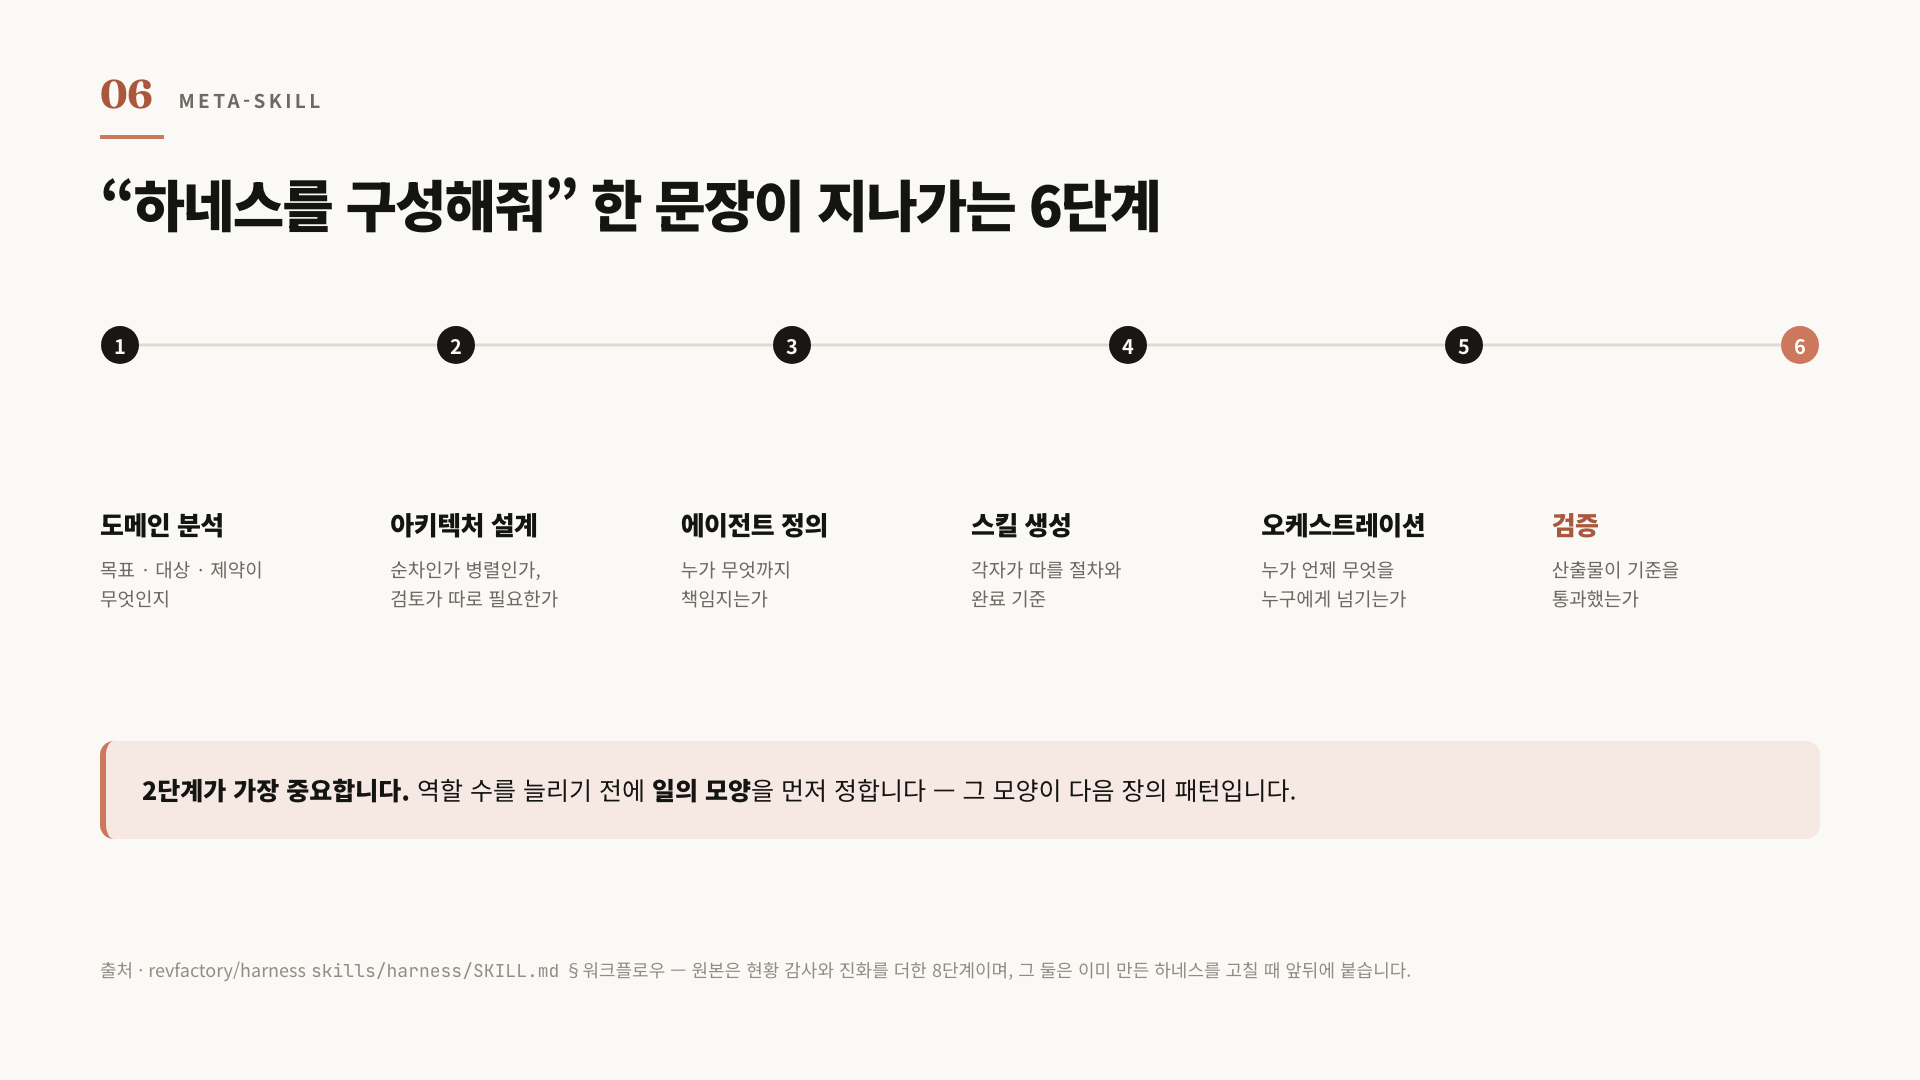 06 META-SKILL
“하네스를 구성해줘” 한 문장이 지나가는 6단계
1 2 3 4 5 6
도메인 분석
목표 · 대상 · 제약이
무엇인지
아키텍처 설계
순차인가 병렬인가,
검토가 따로 필요한가
에이전트 정의
누가 무엇까지
책임지는가
스킬 생성
각자가 따를 절차와
완료 기준
오케스트레이션
누가 언제 무엇을
누구에게 넘기는가
검증
산출물이 기준을
통과했는가
2단계가 가장 중요합니다. 역할 수를 늘리기 전에 일의 모양을 먼저 정합니다 — 그 모양이 다음 장의 패턴입니다.
출처 · revfactory/harness skills/harness/SKILL.md §워크플로우 — 원본은 현황 감사와 진화를 더한 8단계이며, 그 둘은 이미 만든 하네스를 고칠 때 앞뒤에 붙습니다.